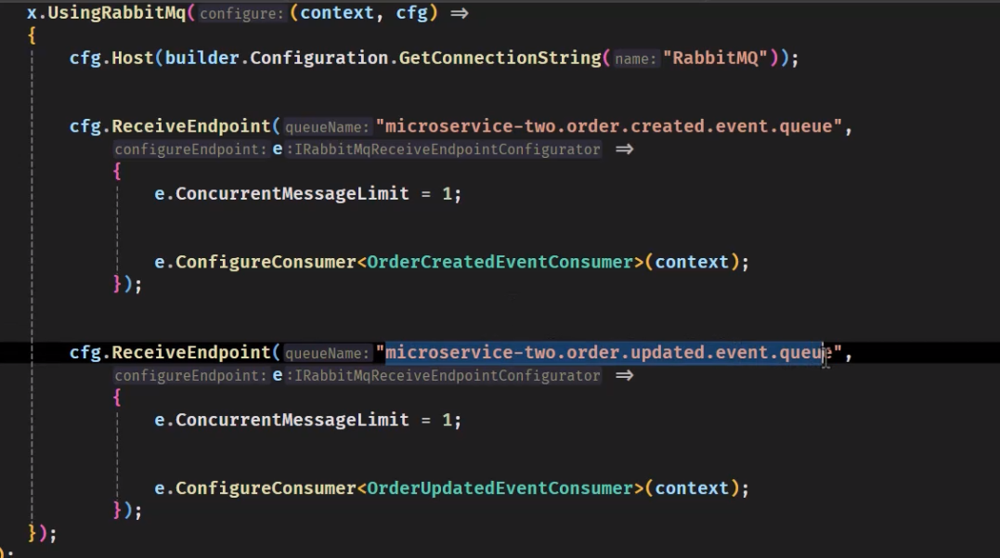 x.UsingRabbitMq( configure: (context, cfg) =>
{
cfg.Host(builder.Configuration.GetConnectionString( name: "RabbitMQ"));
cfg.ReceiveEndpoint( queueName: "microservice-two.order.created.event.queue",
configureEndpoint: e :IRabbitMqReceiveEndpointConfigurator =>
{
e.ConcurrentMessageLimit = 1;
e.ConfigureConsumer<OrderCreatedEventConsumer>(context);
});
cfg.ReceiveEndpoint( queueName: "microservice-two.order.updated.event.queue",
configureEndpoint: e :IRabbitMqReceiveEndpointConfigurator =>
{
e.ConcurrentMessageLimit = 1;
e.ConfigureConsumer<OrderUpdatedEventConsumer>(context);
});
});
);